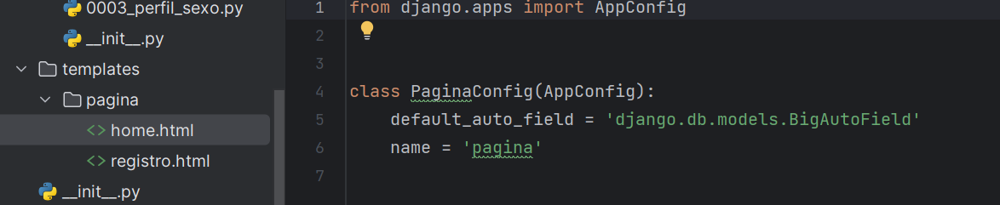 0003_perfil_sexo.py
__init__.py
templates
pagina
home.html
registro.html
__init__.py
1 from django.apps import AppConfig
2
3
4 class PaginaConfig(AppConfig):
5     default_auto_field = 'django.db.models.BigAutoField'
6     name = 'pagina'
7